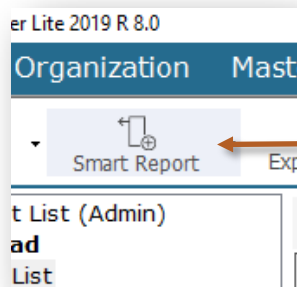 er Lite 2019 R 8.0
Organization Mast
Smart Report Exp
t List (Admin)
ad
List